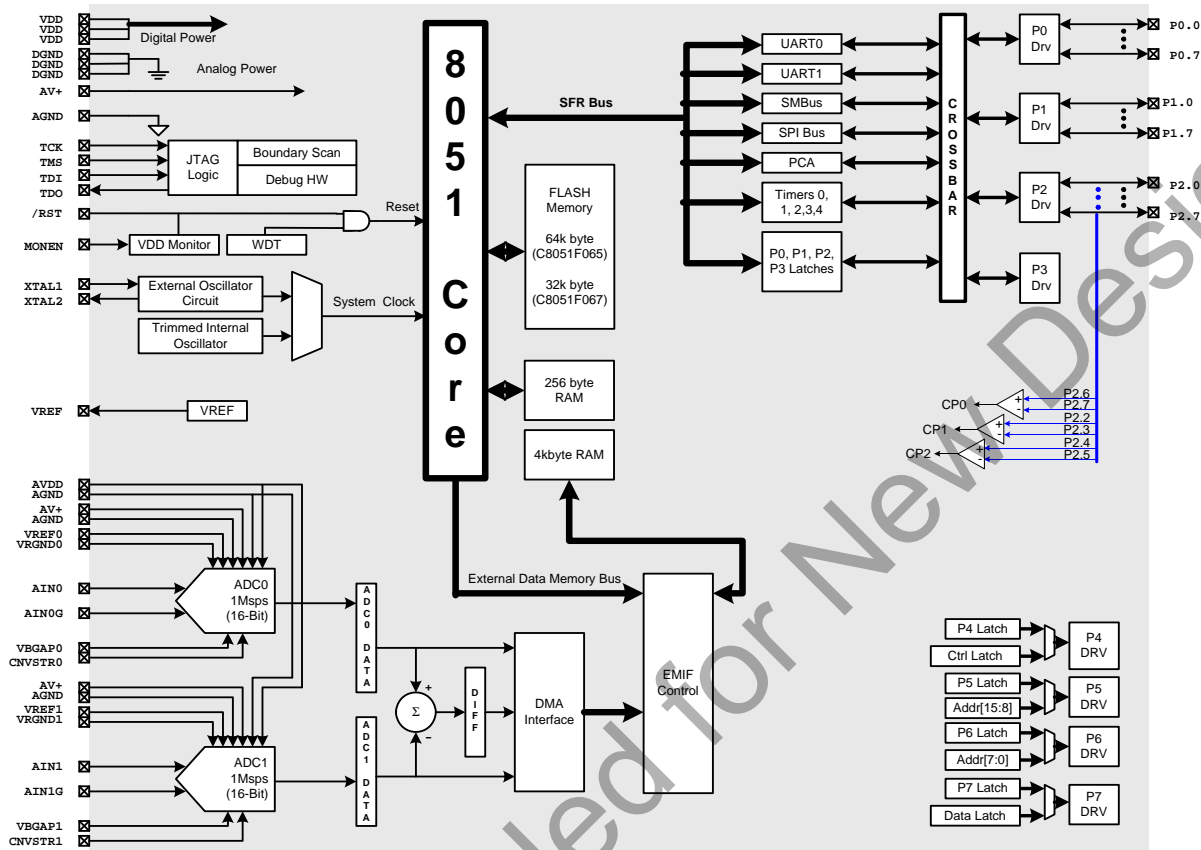 VDD
VDD
VDD
Digital Power
DGND
DGND
DGND
Analog Power
AV+
AGND
TCK
TMS
TDI
TDO
JTAG
Logic
Boundary Scan
Debug HW
/RST
MONEN
VDD Monitor
WDT
Reset
XTAL1
XTAL2
External Oscillator
Circuit
Trimmed Internal
Oscillator
System Clock
VREF
VREF
8051 Core
SFR Bus
FLASH
Memory
64k byte
(C8051F065)
32k byte
(C8051F067)
256 byte
RAM
4kbyte RAM
UART0
UART1
SMBus
SPI Bus
PCA
Timers 0,
1, 2,3,4
P0, P1, P2,
P3 Latches
CROSSBAR
P0
Drv
P1
Drv
P2
Drv
P3
Drv
P0.0
P0.7
P1.0
P1.7
P2.0
P2.7
CP0
+
-
P2.6
P2.7
CP1
+
-
P2.2
P2.3
CP2
+
-
P2.4
P2.5
AVDD
AGND
AV+
AGND
VREF0
VRGND0
AIN0
AIN0G
VBGAP0
CNVSTR0
ADC0
1Msps
(16-Bit)
AV+
AGND
VREF1
VRGND1
AIN1
AIN1G
VBGAP1
CNVSTR1
ADC1
1Msps
(16-Bit)
ADC0 DATA
ADC1 DATA
+
Σ
−
DIFF
DMA
Interface
External Data Memory Bus
EMIF
Control
P4 Latch
Ctrl Latch
P4
DRV
P5 Latch
Addr[15:8]
P5
DRV
P6 Latch
Addr[7:0]
P6
DRV
P7 Latch
Data Latch
P7
DRV
for New Desi